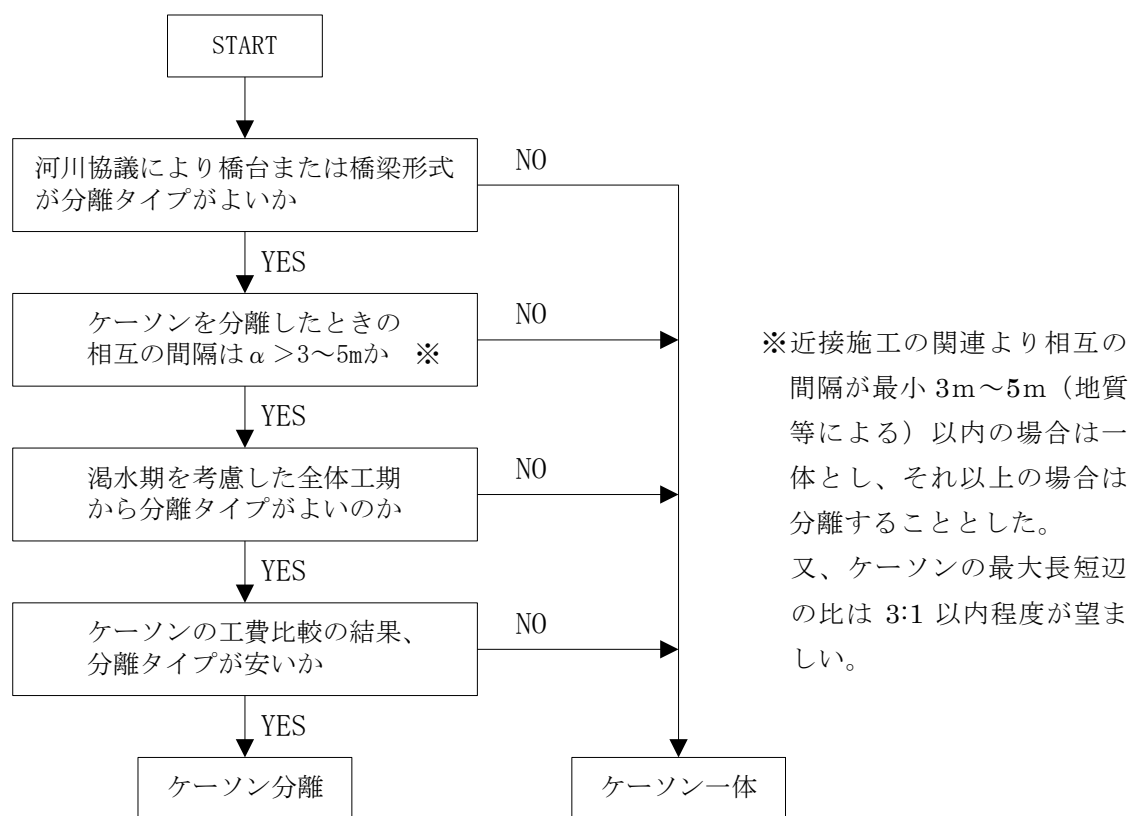 START
河川協議により橋台または橋梁形式
が分離タイプがよいか
NO
YES
ケーソンを分離したときの
相互の間隔はα＞3～5mか　※
NO
YES
渇水期を考慮した全体工期
から分離タイプがよいのか
NO
YES
ケーソンの工費比較の結果、
分離タイプが安いか
NO
YES
ケーソン分離
ケーソン一体
※近接施工の関連より相互の
間隔が最小 3m～5m（地質
等による）以内の場合は一
体とし、それ以上の場合は
分離することとした。
又、ケーソンの最大長短辺
の比は 3:1 以内程度が望ま
しい。